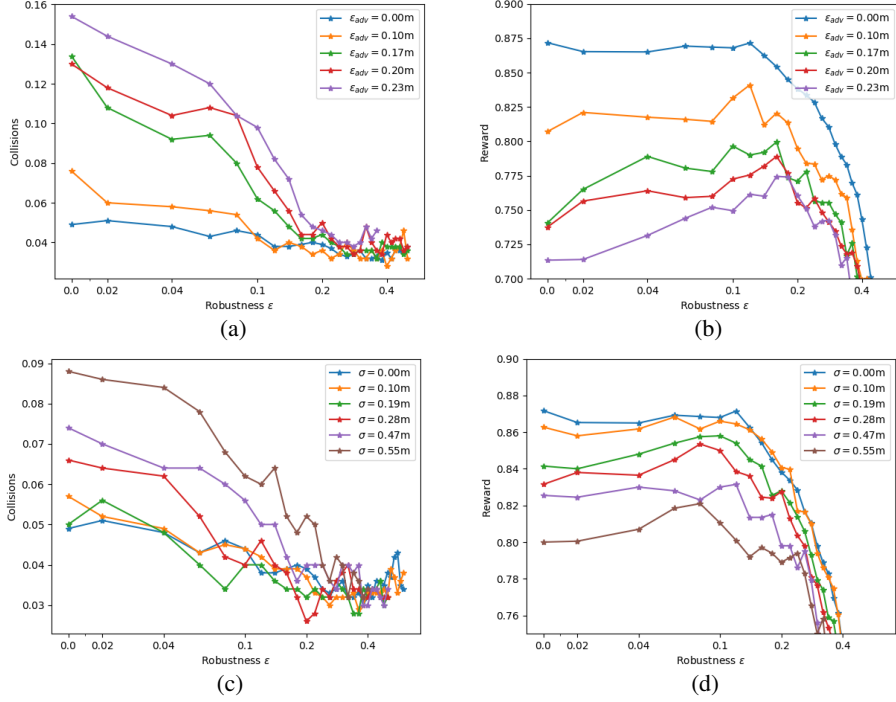 0.16
0.14
0.12
0.10
0.08
0.06
0.04
Collisions
0.0
0.02
0.04
0.1
0.2
0.4
Robustness ε
ε_adv = 0.00m
ε_adv = 0.10m
ε_adv = 0.17m
ε_adv = 0.20m
ε_adv = 0.23m
(a)
0.900
0.875
0.850
0.825
0.800
0.775
0.750
0.725
0.700
Reward
0.0
0.02
0.04
0.1
0.2
0.4
Robustness ε
ε_adv = 0.00m
ε_adv = 0.10m
ε_adv = 0.17m
ε_adv = 0.20m
ε_adv = 0.23m
(b)
0.09
0.08
0.07
0.06
0.05
0.04
0.03
Collisions
0.0
0.02
0.04
0.1
0.2
0.4
Robustness ε
σ = 0.00m
σ = 0.10m
σ = 0.19m
σ = 0.28m
σ = 0.47m
σ = 0.55m
(c)
0.90
0.88
0.86
0.84
0.82
0.80
0.78
0.76
Reward
0.0
0.02
0.04
0.1
0.2
0.4
Robustness ε
σ = 0.00m
σ = 0.10m
σ = 0.19m
σ = 0.28m
σ = 0.47m
σ = 0.55m
(d)